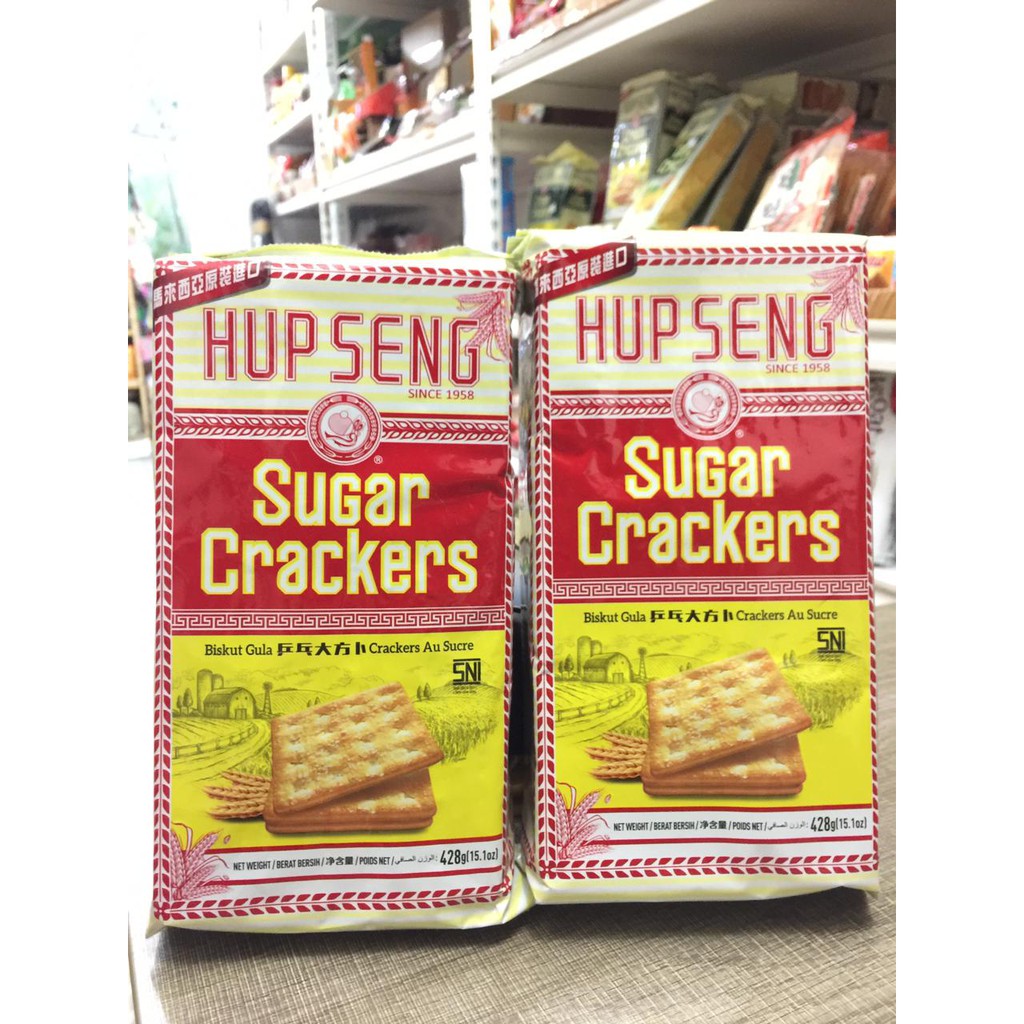 馬來西亞原裝進口
HUP SENG
SINCE 1958
®
Sugar
Crackers
Biskut Gula 乒乓大方卜 Crackers Au Sucre
SNI
NET WEIGHT / BERAT BERSIH / 净含量 / POIDS NET / الوزن الصافي : 428g(15.1oz)
來西亞原裝進口
HUP SENG
SINCE 1958
®
Sugar
Crackers
Biskut Gula 乒乓大方卜 Crackers Au Sucre
SNI
NET WEIGHT / BERAT BERSIH / 净含量 / POIDS NET / الوزن الصافي : 428g(15.1oz)